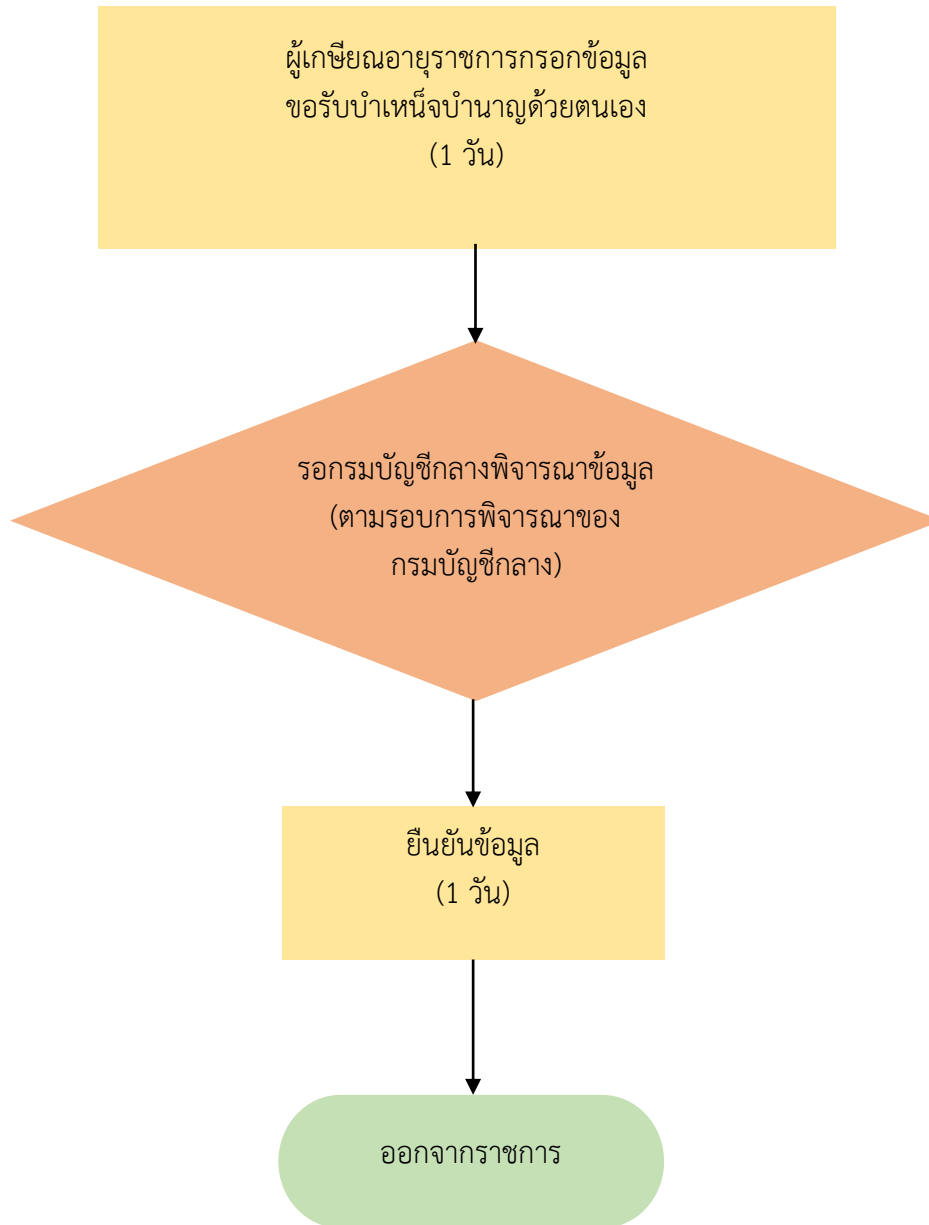 ผู้เกษียณอายุราชการกรอกข้อมูล
ขอรับบำเหน็จบำนาญด้วยตนเอง
(1 วัน)
รอกรมบัญชีกลางพิจารณาข้อมูล
(ตามรอบการพิจารณาของ
กรมบัญชีกลาง)
ยืนยันข้อมูล
(1 วัน)
ออกจากราชการ